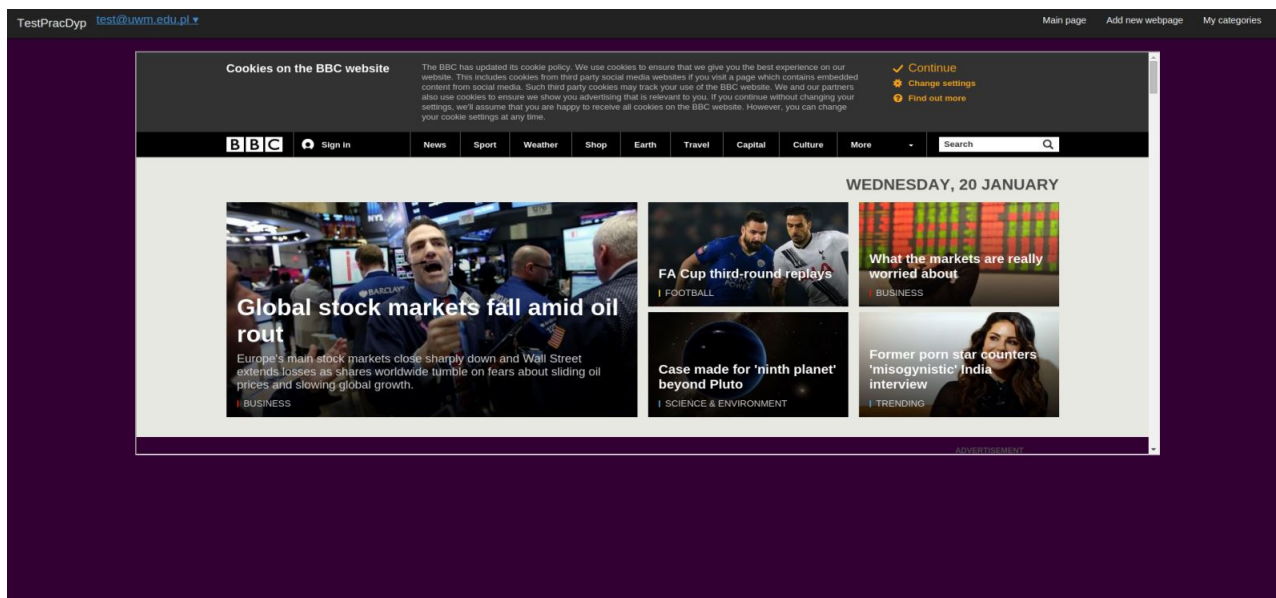 TestPracDyp test@uwm.edu.pl ▾ Main page Add new webpage My categories
Cookies on the BBC website
The BBC has updated its cookie policy. We use cookies to ensure that we give you the best experience on our
website. This includes cookies from third party social media websites if you visit a page which contains embedded
content from social media. Such third party cookies may track your use of the BBC website. We and our partners
also use cookies to ensure we show you advertising that is relevant to you. If you continue without changing your
settings, we'll assume that you are happy to receive all cookies on the BBC website. However, you can change
your cookie settings at any time.
Continue
Change settings
Find out more
BBC Sign in News Sport Weather Shop Earth Travel Capital Culture More Search
WEDNESDAY, 20 JANUARY
BARCLAY
Global stock markets fall amid oil
rout
Europe's main stock markets close sharply down and Wall Street
extends losses as shares worldwide tumble on fears about sliding oil
prices and slowing global growth.
BUSINESS
FA Cup third-round replays
FOOTBALL
What the markets are really
worried about
BUSINESS
Case made for 'ninth planet'
beyond Pluto
SCIENCE & ENVIRONMENT
Former porn star counters
'misogynistic' India
interview
TRENDING
ADVERTISEMENT